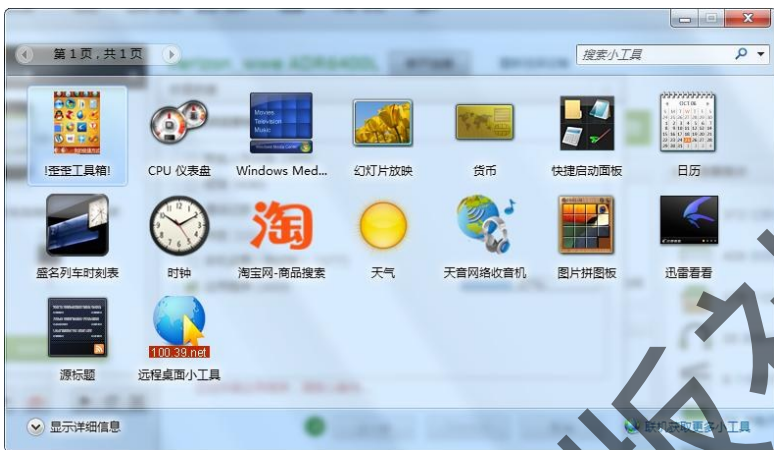 第1页，共1页
搜索小工具
!歪歪工具箱!
CPU 仪表盘
Windows Med...
幻灯片放映
货币
快捷启动面板
日历
Movies
Television
Music
OCT 06
盛名列车时刻表
时钟
淘宝网-商品搜索
天气
天音网络收音机
图片拼图板
迅雷看看
淘
源标题
100.39.net
远程桌面小工具
显示详细信息
联机获取更多小工具